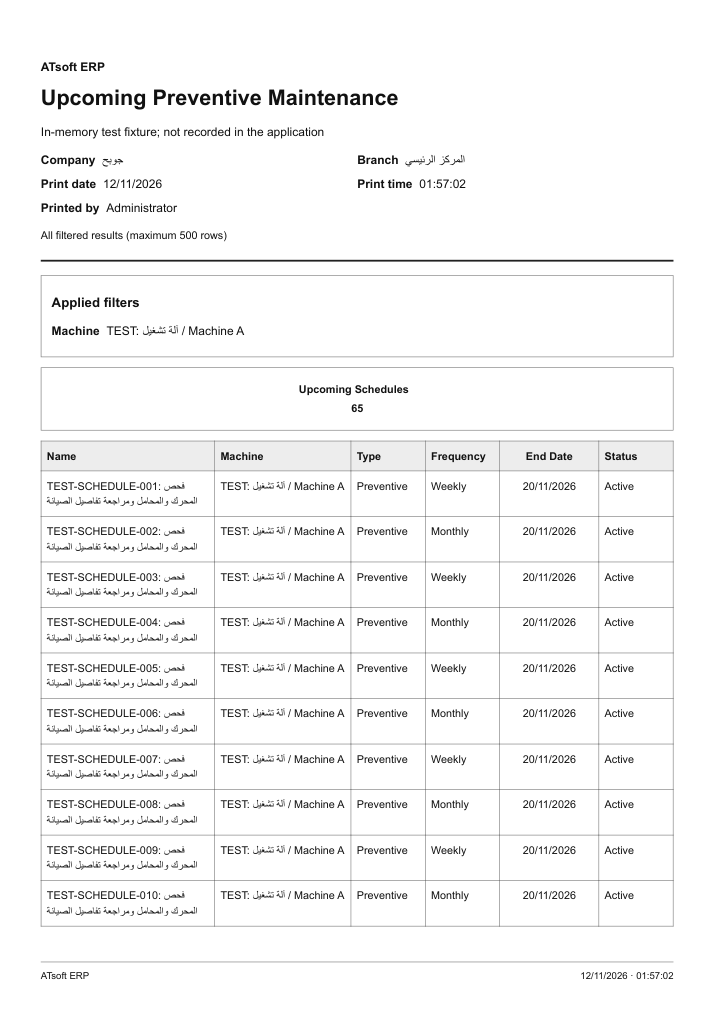 ATsoft ERP
Upcoming Preventive Maintenance
In-memory test fixture; not recorded in the application
Company جويح Branch المركز الرئيسي
Print date 12/11/2026 Print time 01:57:02
Printed by Administrator
All filtered results (maximum 500 rows)
Applied filters
Machine TEST: آلة تشغيل / Machine A
Upcoming Schedules
65
Name Machine Type Frequency End Date Status
TEST-SCHEDULE-001: فحص TEST: آلة تشغيل / Machine A Preventive Weekly 20/11/2026 Active
المحرك والمحامل ومراجعة تفاصيل الصيانة
TEST-SCHEDULE-002: فحص TEST: آلة تشغيل / Machine A Preventive Monthly 20/11/2026 Active
المحرك والمحامل ومراجعة تفاصيل الصيانة
TEST-SCHEDULE-003: فحص TEST: آلة تشغيل / Machine A Preventive Weekly 20/11/2026 Active
المحرك والمحامل ومراجعة تفاصيل الصيانة
TEST-SCHEDULE-004: فحص TEST: آلة تشغيل / Machine A Preventive Monthly 20/11/2026 Active
المحرك والمحامل ومراجعة تفاصيل الصيانة
TEST-SCHEDULE-005: فحص TEST: آلة تشغيل / Machine A Preventive Weekly 20/11/2026 Active
المحرك والمحامل ومراجعة تفاصيل الصيانة
TEST-SCHEDULE-006: فحص TEST: آلة تشغيل / Machine A Preventive Monthly 20/11/2026 Active
المحرك والمحامل ومراجعة تفاصيل الصيانة
TEST-SCHEDULE-007: فحص TEST: آلة تشغيل / Machine A Preventive Weekly 20/11/2026 Active
المحرك والمحامل ومراجعة تفاصيل الصيانة
TEST-SCHEDULE-008: فحص TEST: آلة تشغيل / Machine A Preventive Monthly 20/11/2026 Active
المحرك والمحامل ومراجعة تفاصيل الصيانة
TEST-SCHEDULE-009: فحص TEST: آلة تشغيل / Machine A Preventive Weekly 20/11/2026 Active
المحرك والمحامل ومراجعة تفاصيل الصيانة
TEST-SCHEDULE-010: فحص TEST: آلة تشغيل / Machine A Preventive Monthly 20/11/2026 Active
المحرك والمحامل ومراجعة تفاصيل الصيانة
ATsoft ERP 12/11/2026 · 01:57:02